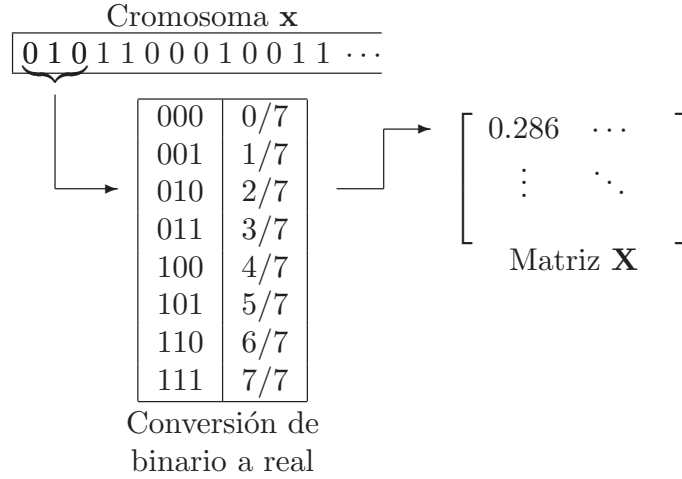 Cromosoma x
0 1 0 1 1 0 0 0 1 0 0 1 1 ⋯
000 0/7
001 1/7
010 2/7
011 3/7
100 4/7
101 5/7
110 6/7
111 7/7
Conversión de
binario a real
0.286 ⋯
⋮ ⋱
Matriz X